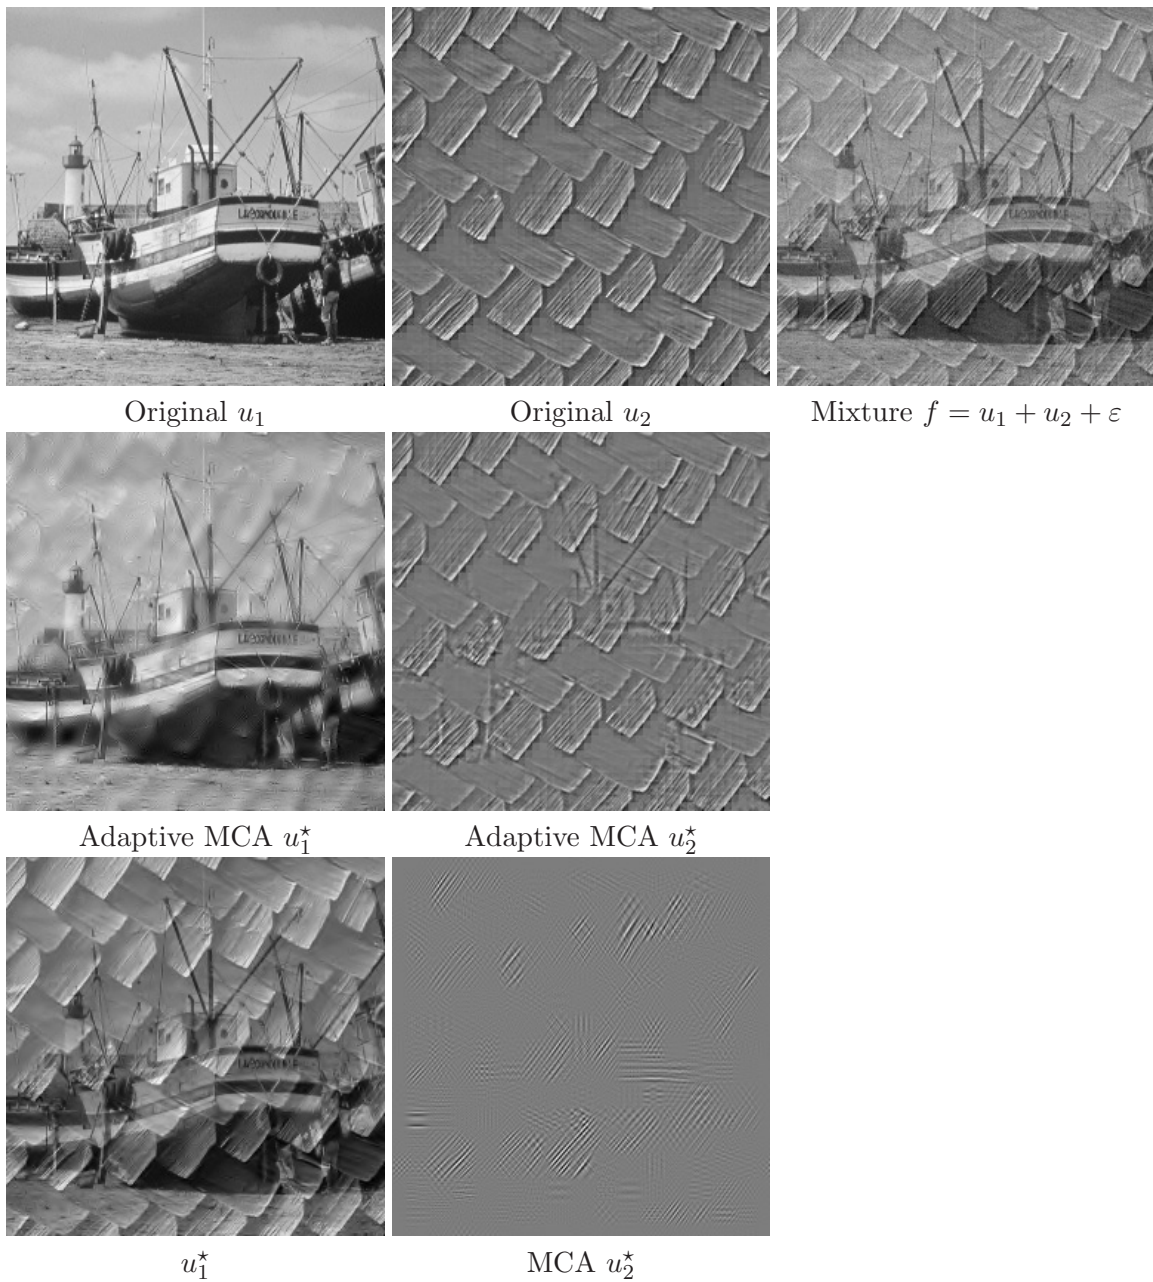 Original u₁
Original u₂
Mixture f = u₁ + u₂ + ε
Adaptive MCA u₁⋆
Adaptive MCA u₂⋆
u₁⋆
MCA u₂⋆